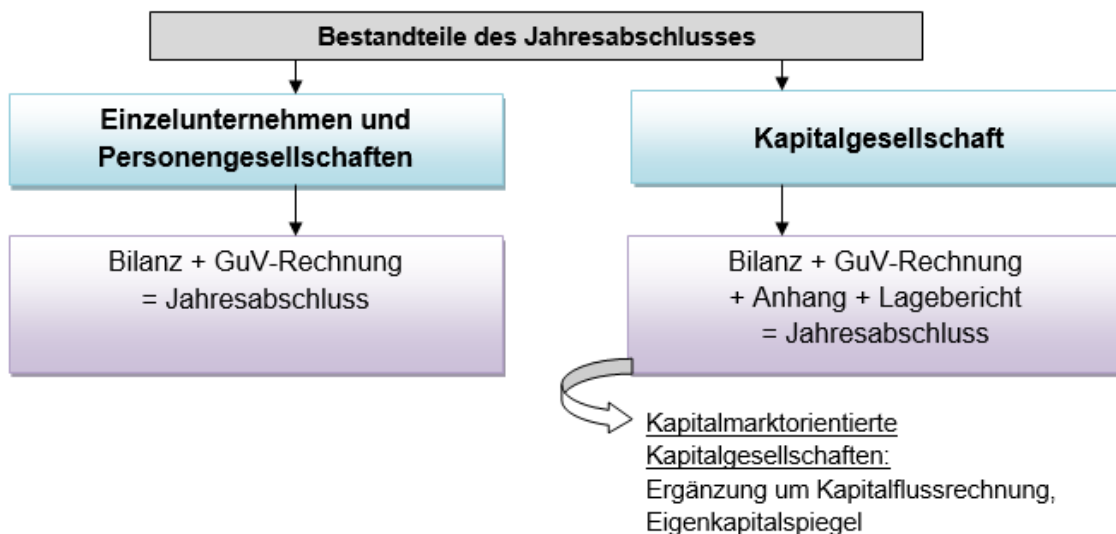 Bestandteile des Jahresabschlusses
Einzelunternehmen und
Personengesellschaften
Kapitalgesellschaft
Bilanz + GuV-Rechnung
= Jahresabschluss
Bilanz + GuV-Rechnung
+ Anhang + Lagebericht
= Jahresabschluss
Kapitalmarktorientierte
Kapitalgesellschaften:
Ergänzung um Kapitalflussrechnung,
Eigenkapitalspiegel